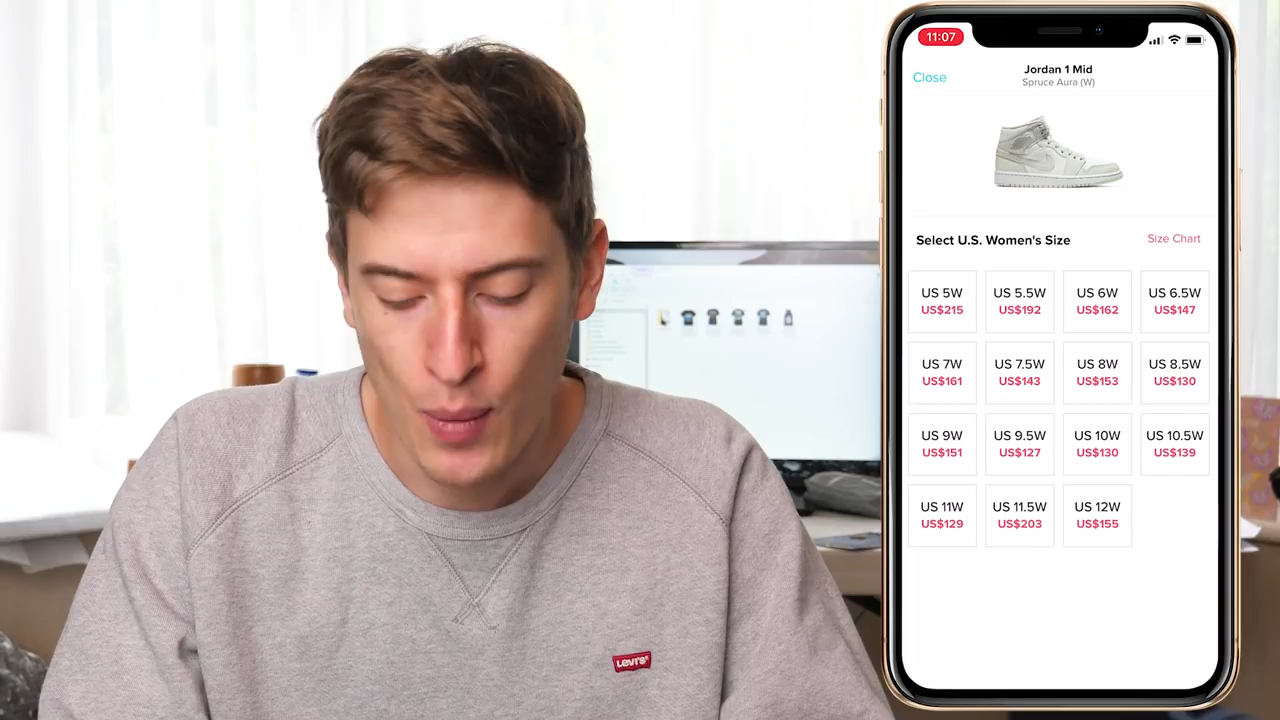 11:07
Close
Jordan 1 Mid
Spruce Aura (W)
Select U.S. Women's Size
Size Chart
US 5W
US$215
US 5.5W
US$192
US 6W
US$162
US 6.5W
US$147
US 7W
US$161
US 7.5W
US$143
US 8W
US$153
US 8.5W
US$130
US 9W
US$151
US 9.5W
US$127
US 10W
US$130
US 10.5W
US$139
US 11W
US$129
US 11.5W
US$203
US 12W
US$155
Levi's